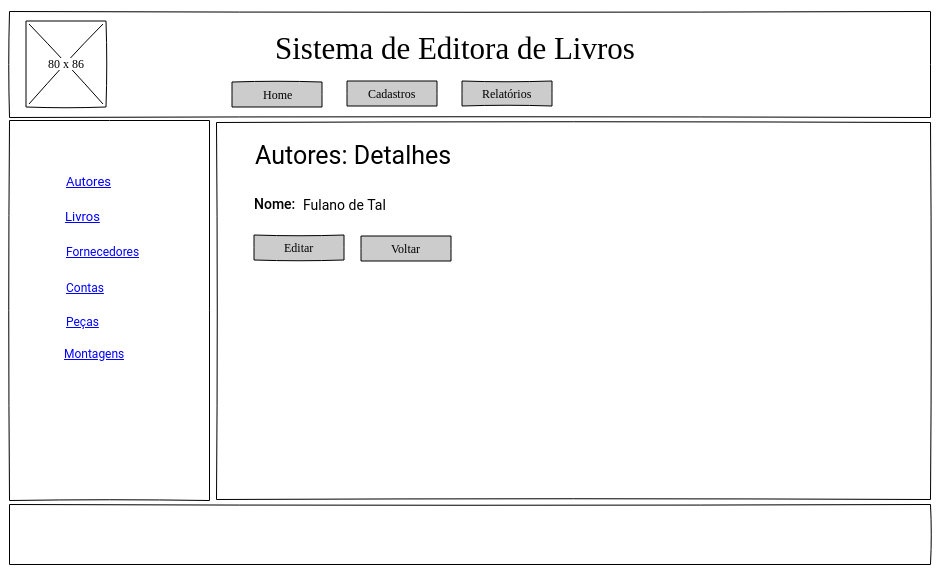 80 x 86
Sistema de Editora de Livros
Home Cadastros Relatórios
Autores
Livros
Fornecedores
Contas
Peças
Montagens
Autores: Detalhes
Nome: Fulano de Tal
Editar Voltar